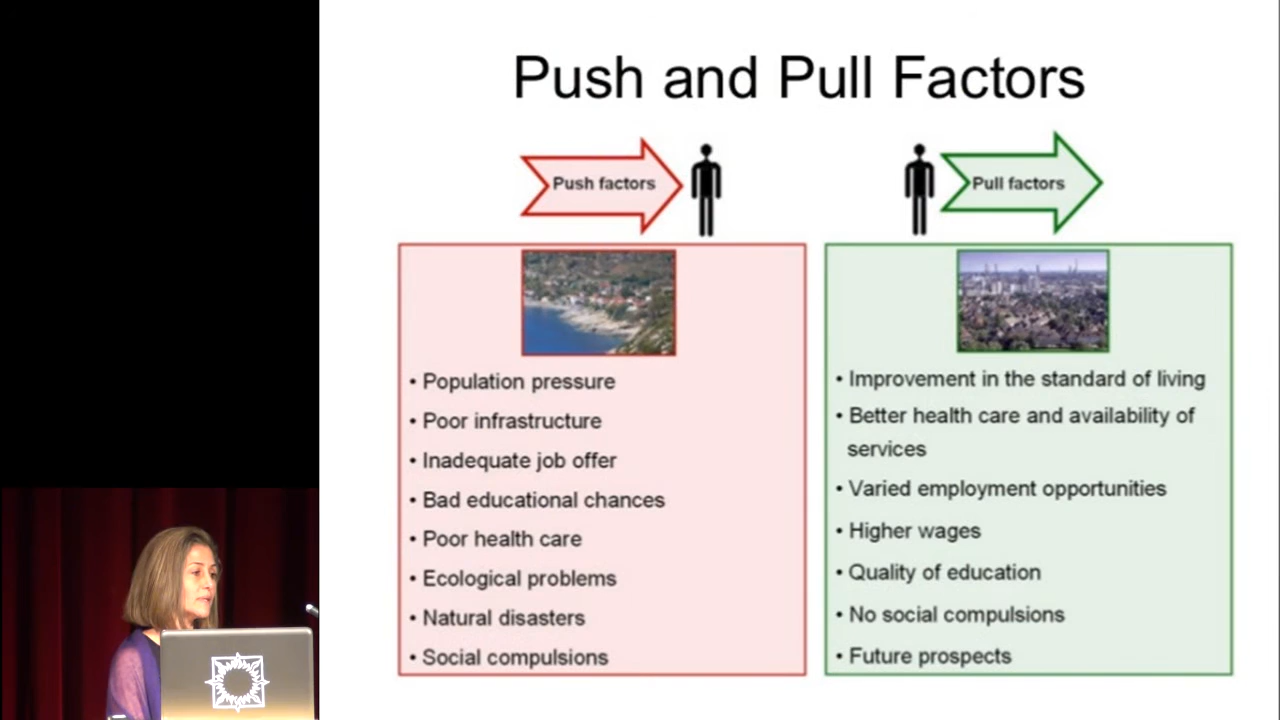 Push and Pull Factors
Push factors
Pull factors
• Population pressure
• Poor infrastructure
• Inadequate job offer
• Bad educational chances
• Poor health care
• Ecological problems
• Natural disasters
• Social compulsions
• Improvement in the standard of living
• Better health care and availability of
services
• Varied employment opportunities
• Higher wages
• Quality of education
• No social compulsions
• Future prospects